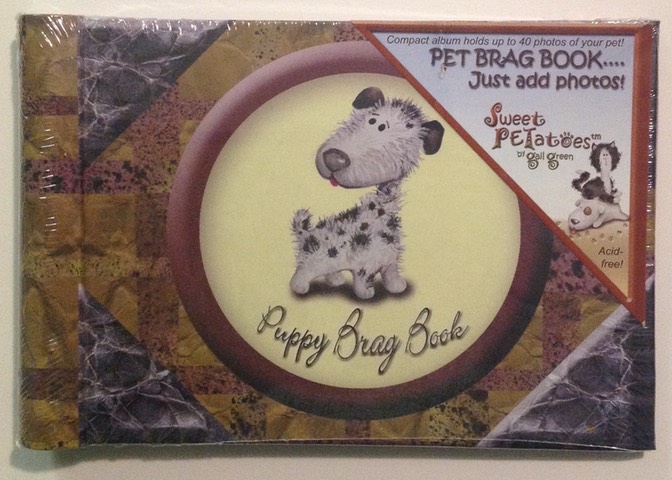 Compact album holds up to 40 photos of your pet!
PET BRAG BOOK....
Just add photos!
Sweet
PETatoes™
by gail green
Acid-
free!
Puppy Brag Book